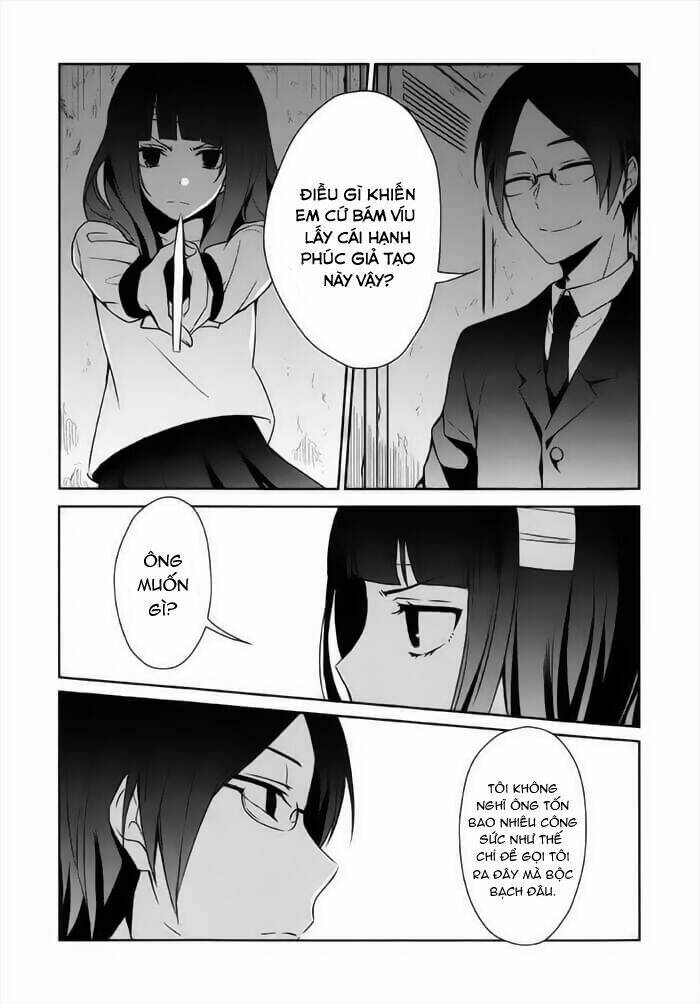 ĐIỀU GÌ KHIẾN
EM CỨ BÁM VÍU
LẤY CÁI HẠNH
PHÚC GIẢ TẠO
NÀY VẬY?
ÔNG
MUỐN
GÌ?
TÔI KHÔNG
NGHĨ ÔNG TỐN
BAO NHIÊU CÔNG
SỨC NHƯ THẾ
CHỈ ĐỂ GỌI TÔI
RA ĐÂY MÀ BỘC
BẠCH ĐÂU.